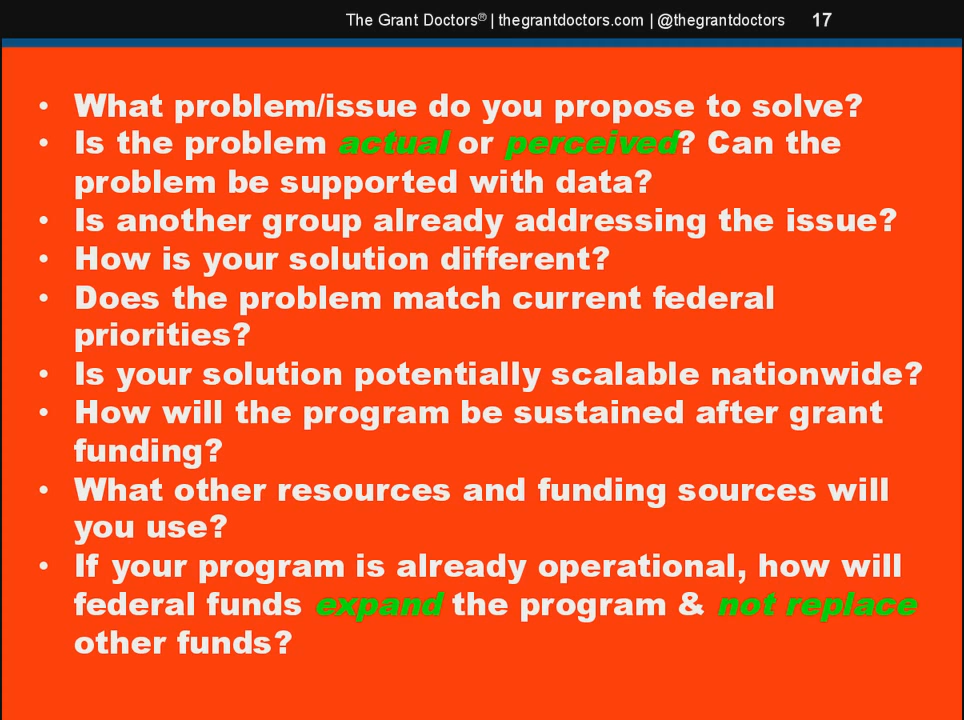 The Grant Doctors® | thegrantdoctors.com | @thegrantdoctors 17
• What problem/issue do you propose to solve?
• Is the problem actual or perceived? Can the
problem be supported with data?
• Is another group already addressing the issue?
• How is your solution different?
• Does the problem match current federal
priorities?
• Is your solution potentially scalable nationwide?
• How will the program be sustained after grant
funding?
• What other resources and funding sources will
you use?
• If your program is already operational, how will
federal funds expand the program & not replace
other funds?